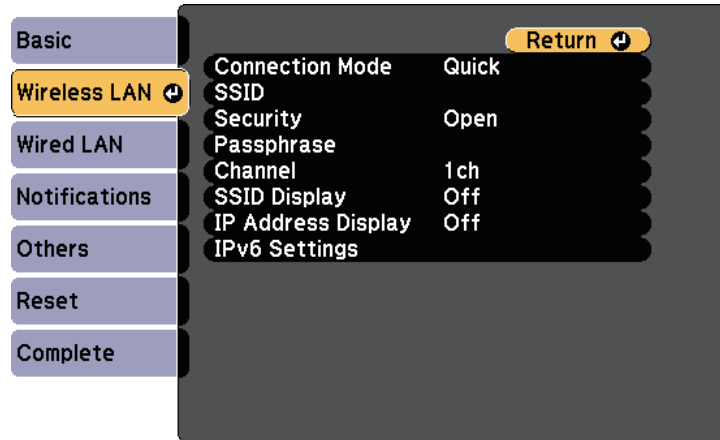 Basic
Wireless LAN
Wired LAN
Notifications
Others
Reset
Complete
Return
Connection Mode Quick
SSID
Security Open
Passphrase
Channel 1ch
SSID Display Off
IP Address Display Off
IPv6 Settings